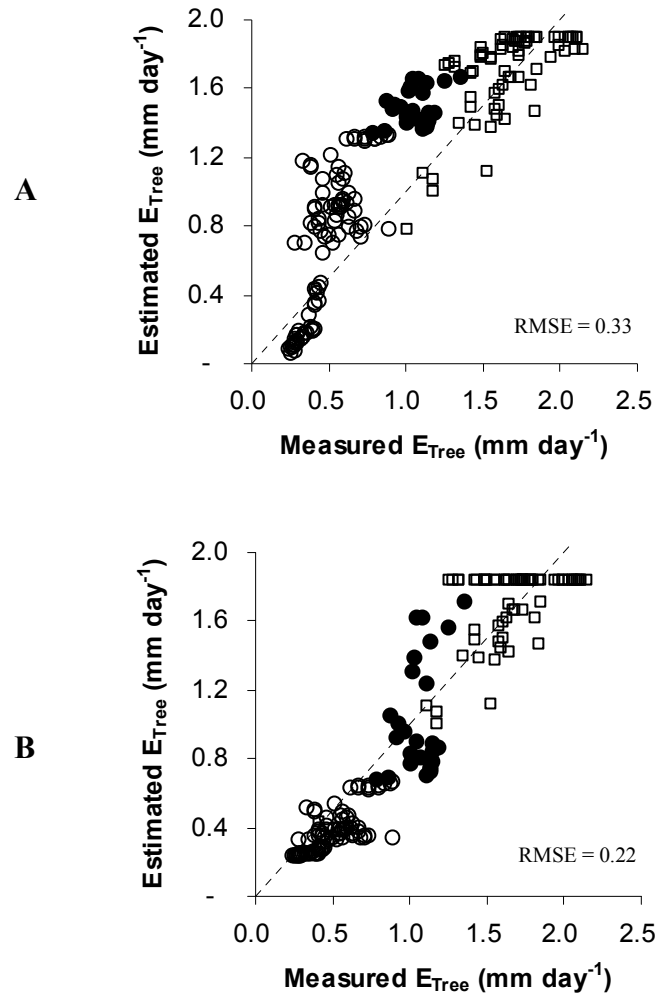 A
Estimated E_Tree (mm day⁻¹)
2.0
1.6
1.2
0.8
0.4
-
RMSE = 0.33
0.0 0.5 1.0 1.5 2.0 2.5
Measured E_Tree (mm day⁻¹)
B
Estimated E_Tree (mm day⁻¹)
2.0
1.6
1.2
0.8
0.4
-
RMSE = 0.22
0.0 0.5 1.0 1.5 2.0 2.5
Measured E_Tree (mm day⁻¹)